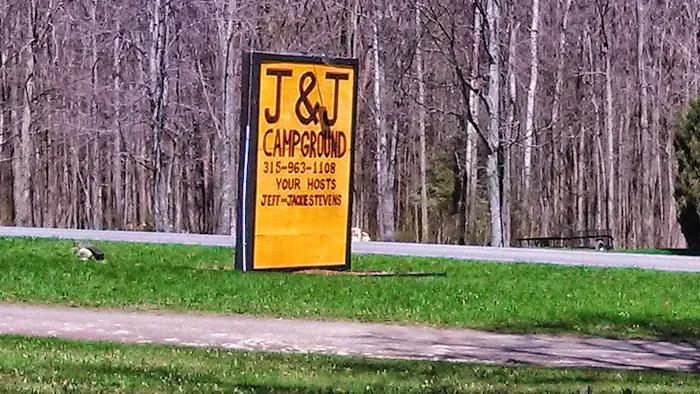 J & J
CAMPGROUND
315-963-1108
YOUR HOSTS
JEFF AND JACKIE STEVENS